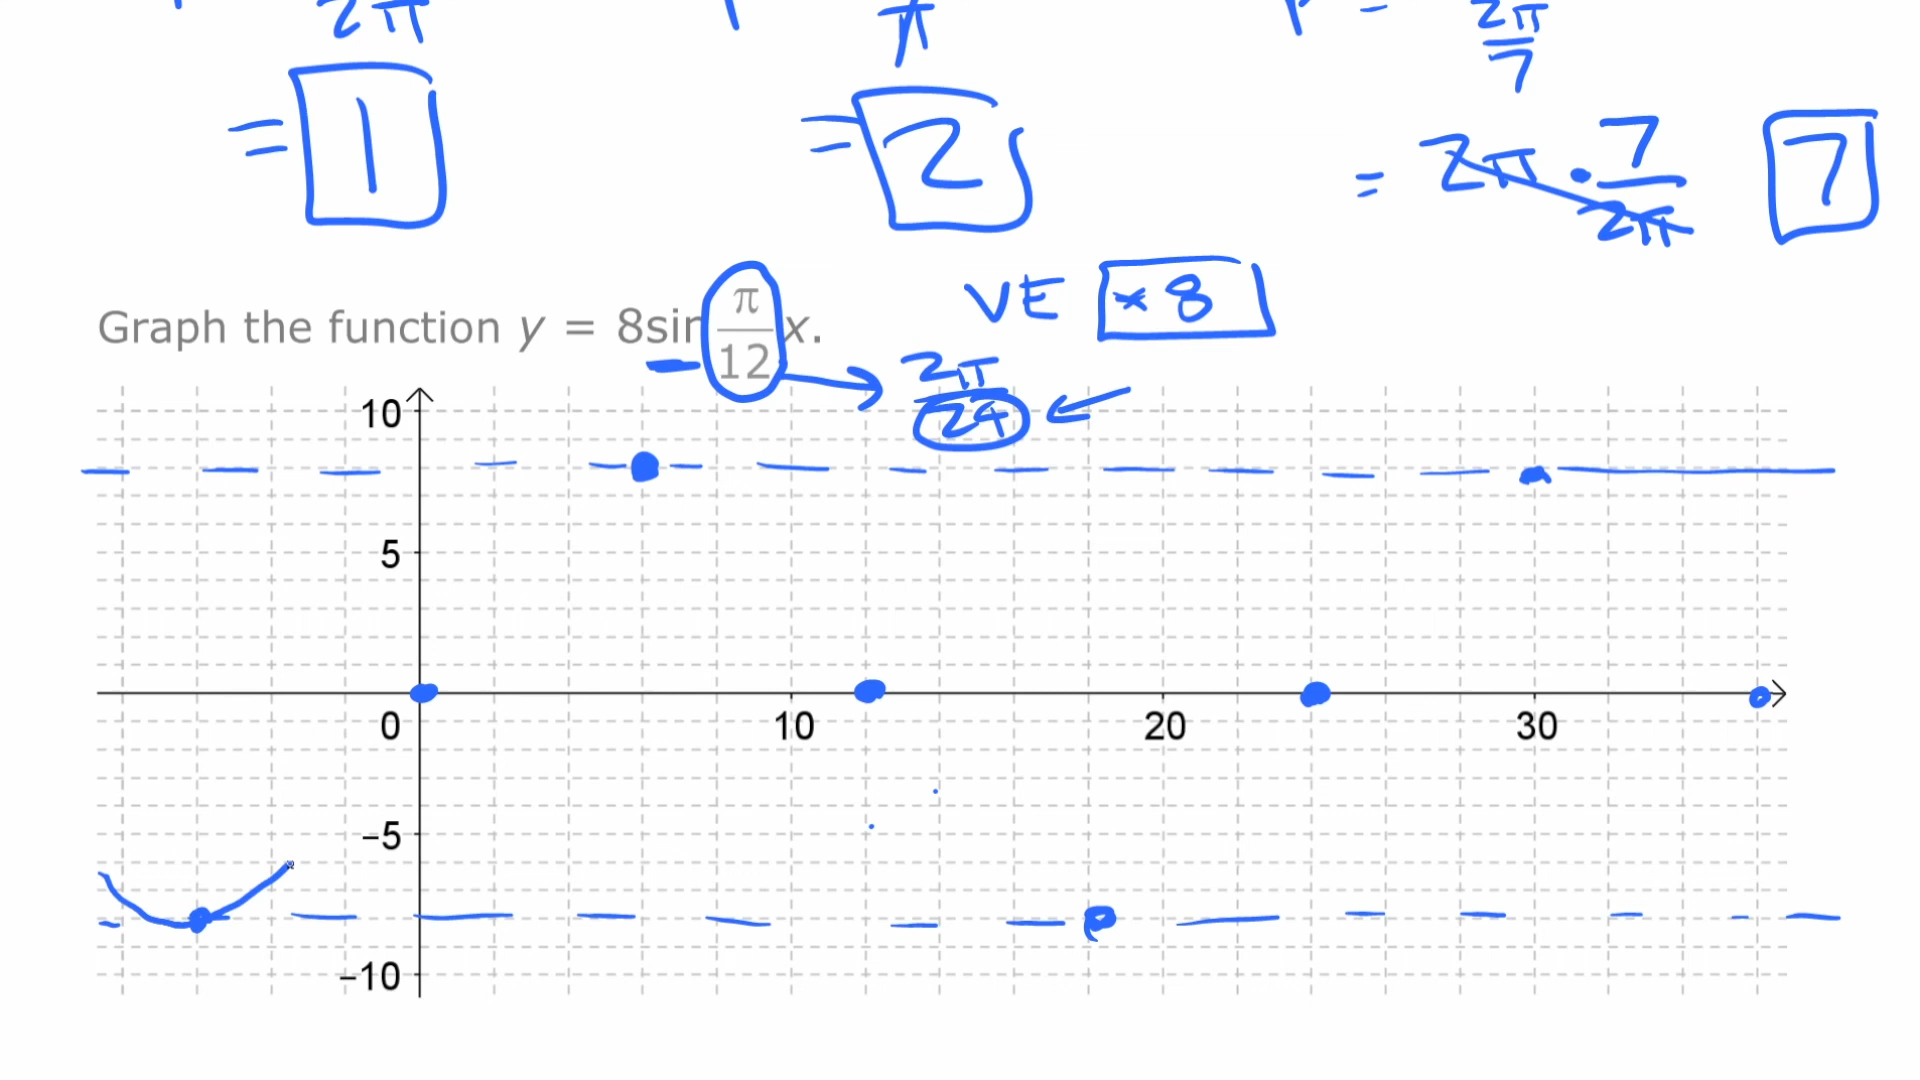 2π π p = 2π/7
= 1 = 2 = 2π · 7/2π 7
VE × 8
Graph the function y = 8sin π/12 x.
2π/24
10
5
0 10 20 30
−5
−10